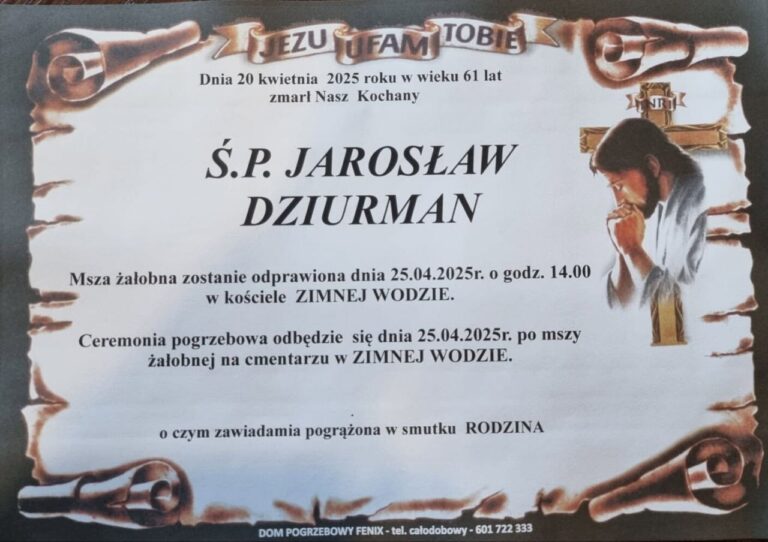 JEZU UFAM TOBIE
Dnia 20 kwietnia 2025 roku w wieku 61 lat
zmarł Nasz Kochany
Ś.P. JAROSŁAW
DZIURMAN
INRI
Msza żałobna zostanie odprawiona dnia 25.04.2025r. o godz. 14.00
w kościele ZIMNEJ WODZIE.
Ceremonia pogrzebowa odbędzie się dnia 25.04.2025r. po mszy
żałobnej na cmentarzu w ZIMNEJ WODZIE.
o czym zawiadamia pogrążona w smutku RODZINA
DOM POGRZEBOWY FENIX - tel. całodobowy - 601 722 333